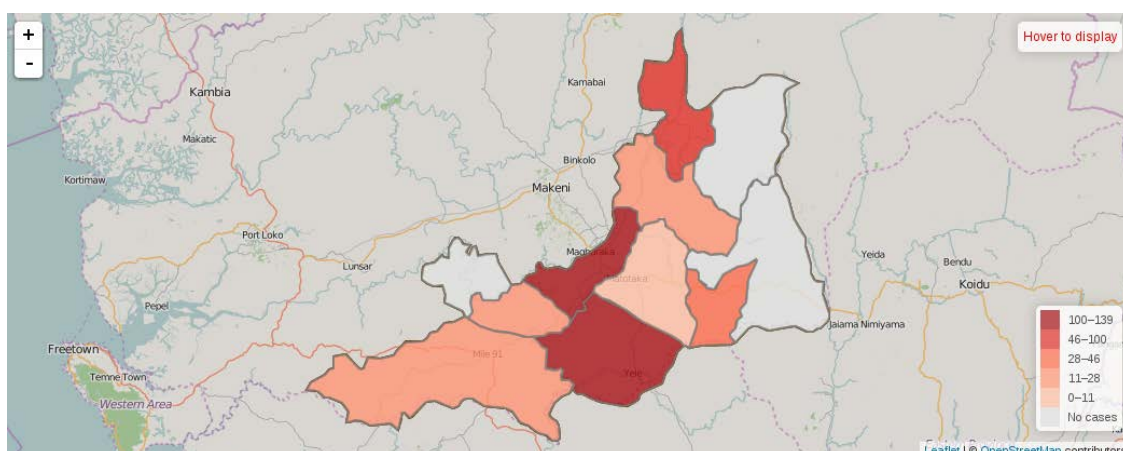 +
-
Hover to display
Kambia
Kamabai
Makatic
Binkolo
Kortimaw
Makeni
Port Loko
Magburaka
Lunsar
Yeida
Bendu
Koidu
Pepel
Jaiama Nimiyama
Freetown
Mile 91
Temne Town
Yele
Western Area
100–139
46–100
28–46
11–28
0–11
No cases
Leaflet | © OpenStreetMap contributors